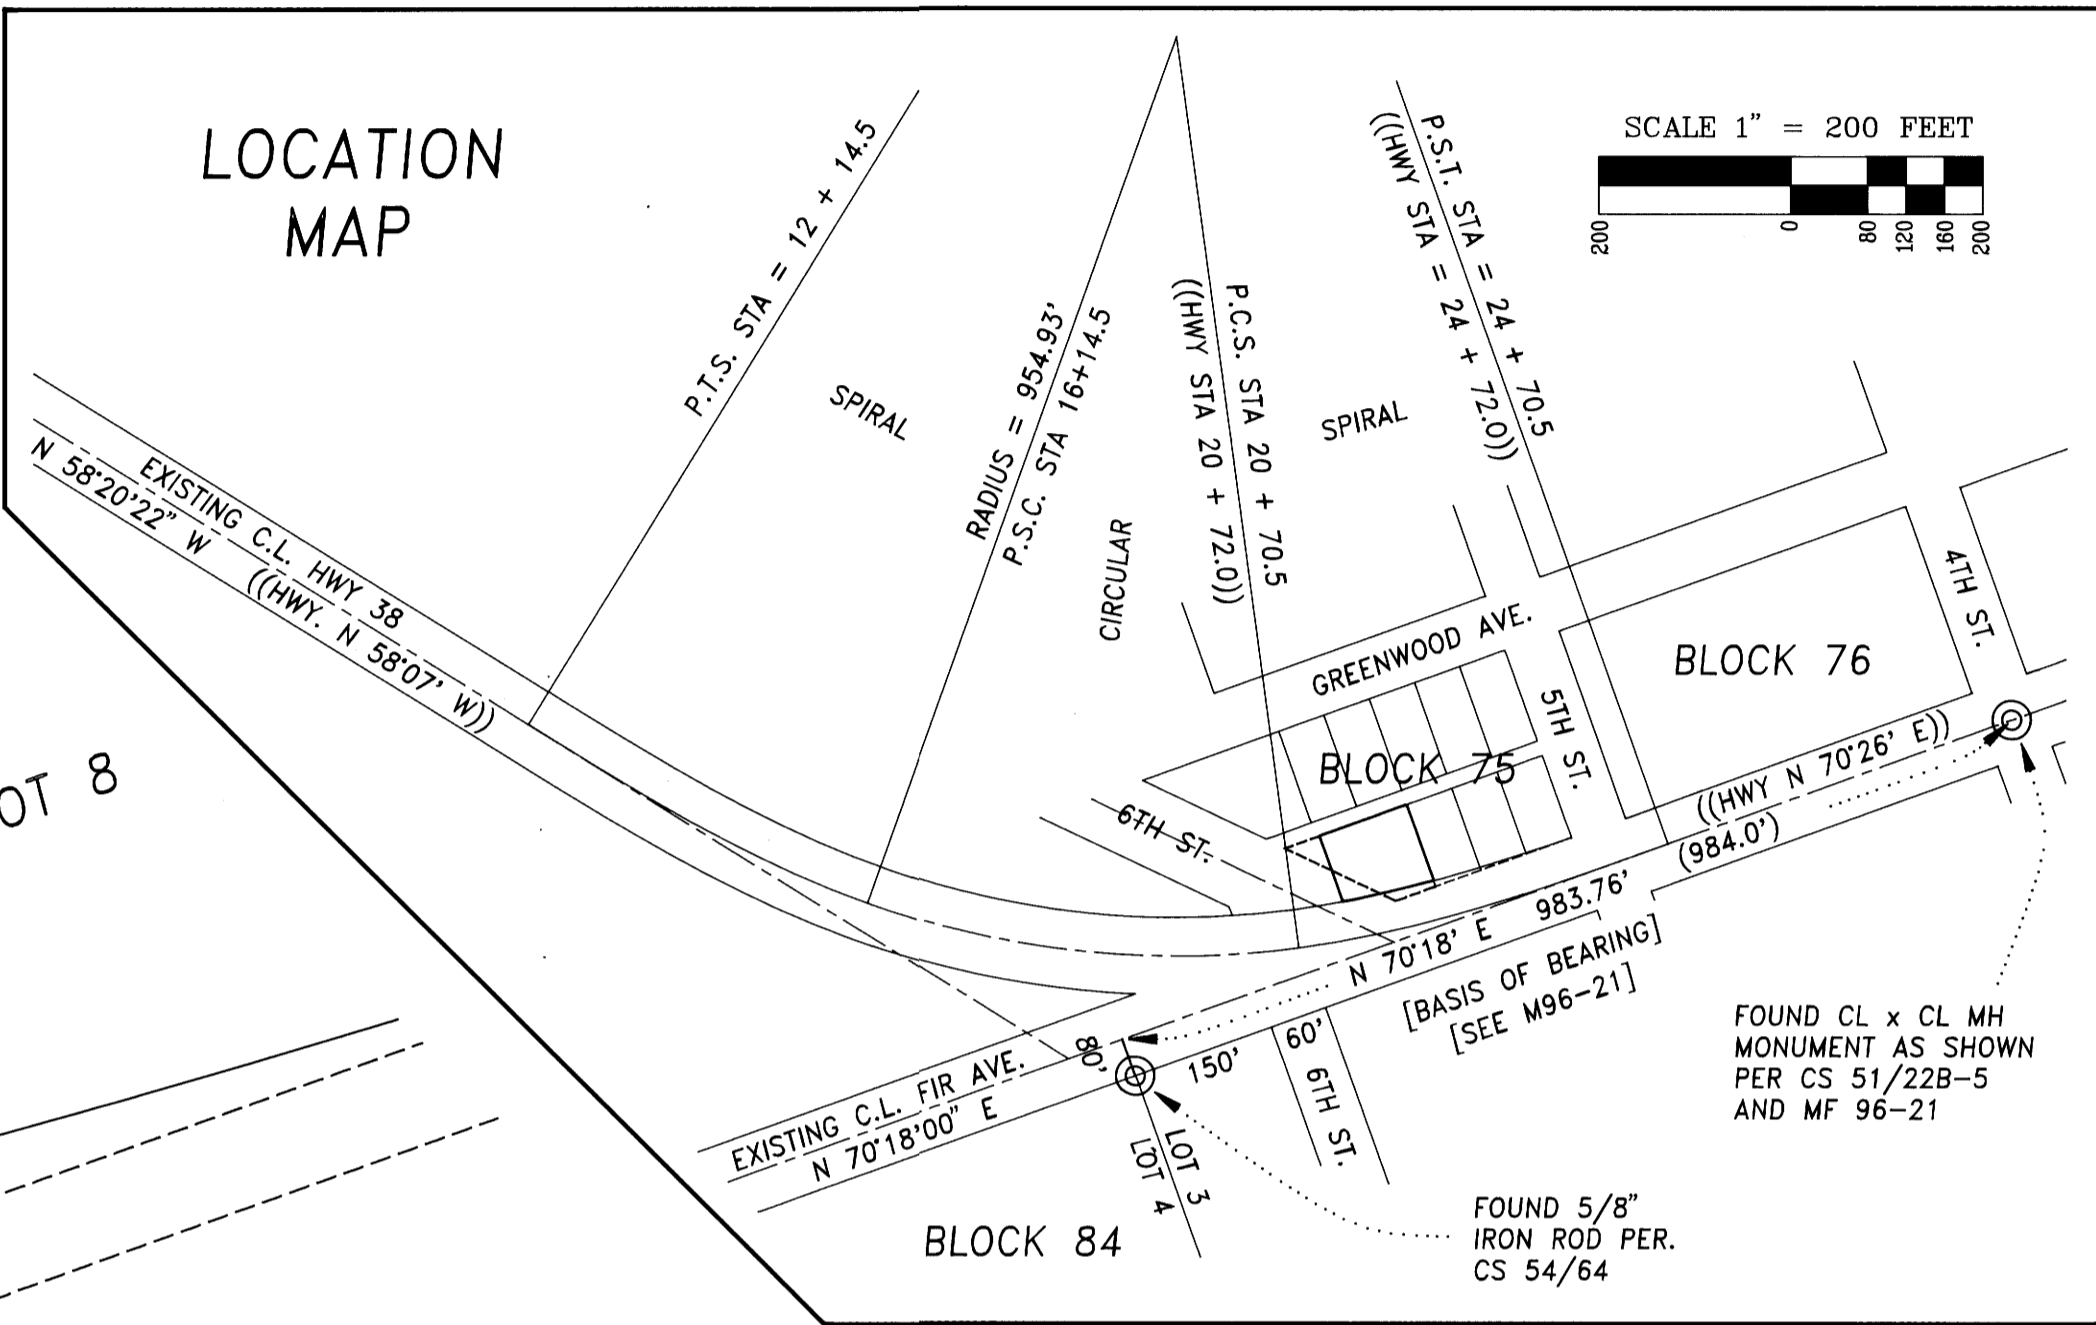 LOCATION
MAP
SCALE 1" = 200 FEET
200 0 80 120 160 200
P.T.S. STA = 12 + 14.5
SPIRAL
RADIUS = 954.93'
P.S.C. STA 16+14.5
CIRCULAR
P.C.S. STA 20 + 70.5
((HWY STA 20 + 72.0))
SPIRAL
P.S.T. STA = 24 + 70.5
((HWY STA = 24 + 72.0))
EXISTING C.L. HWY 38
N 58°20'22" W
((HWY. N 58°07' W))
GREENWOOD AVE.
BLOCK 75
BLOCK 76
4TH ST.
5TH ST.
6TH ST.
((HWY N 70°26' E))
(984.0')
N 70°18' E 983.76'
[BASIS OF BEARING]
[SEE M96-21]
OT 8
80'
150'
60'
6TH ST.
EXISTING C.L. FIR AVE.
N 70°18'00" E
LOT 3
LOT 4
BLOCK 84
FOUND CL x CL MH
MONUMENT AS SHOWN
PER CS 51/22B-5
AND MF 96-21
FOUND 5/8"
IRON ROD PER.
CS 54/64